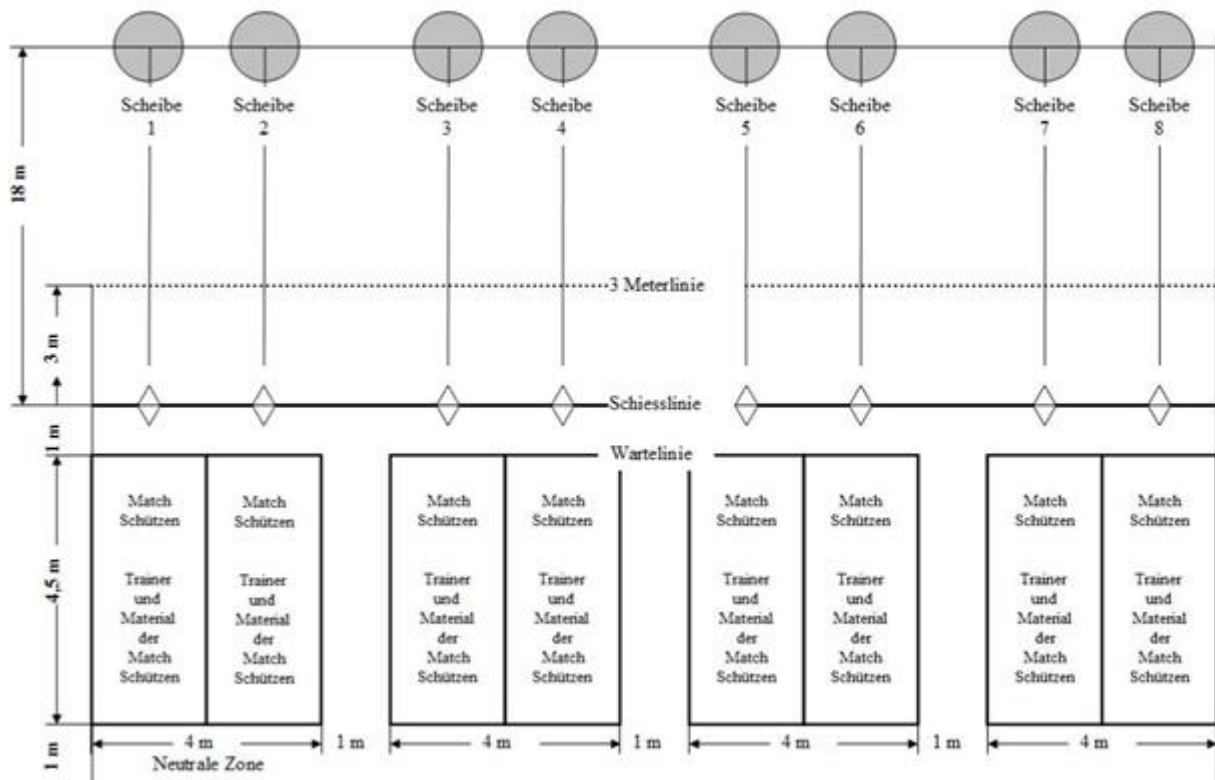 Scheibe
1
Scheibe
2
Scheibe
3
Scheibe
4
Scheibe
5
Scheibe
6
Scheibe
7
Scheibe
8
18 m
3 Meterlinie
3 m
Schiesslinie
1 m
Wartelinie
4,5 m
Match
Schützen
Trainer
und
Material
der
Match
Schützen
Match
Schützen
Trainer
und
Material
der
Match
Schützen
Match
Schützen
Trainer
und
Material
der
Match
Schützen
Match
Schützen
Trainer
und
Material
der
Match
Schützen
Match
Schützen
Trainer
und
Material
der
Match
Schützen
Match
Schützen
Trainer
und
Material
der
Match
Schützen
Match
Schützen
Trainer
und
Material
der
Match
Schützen
Match
Schützen
Trainer
und
Material
der
Match
Schützen
1 m
4 m
1 m
4 m
1 m
4 m
1 m
4 m
Neutrale Zone